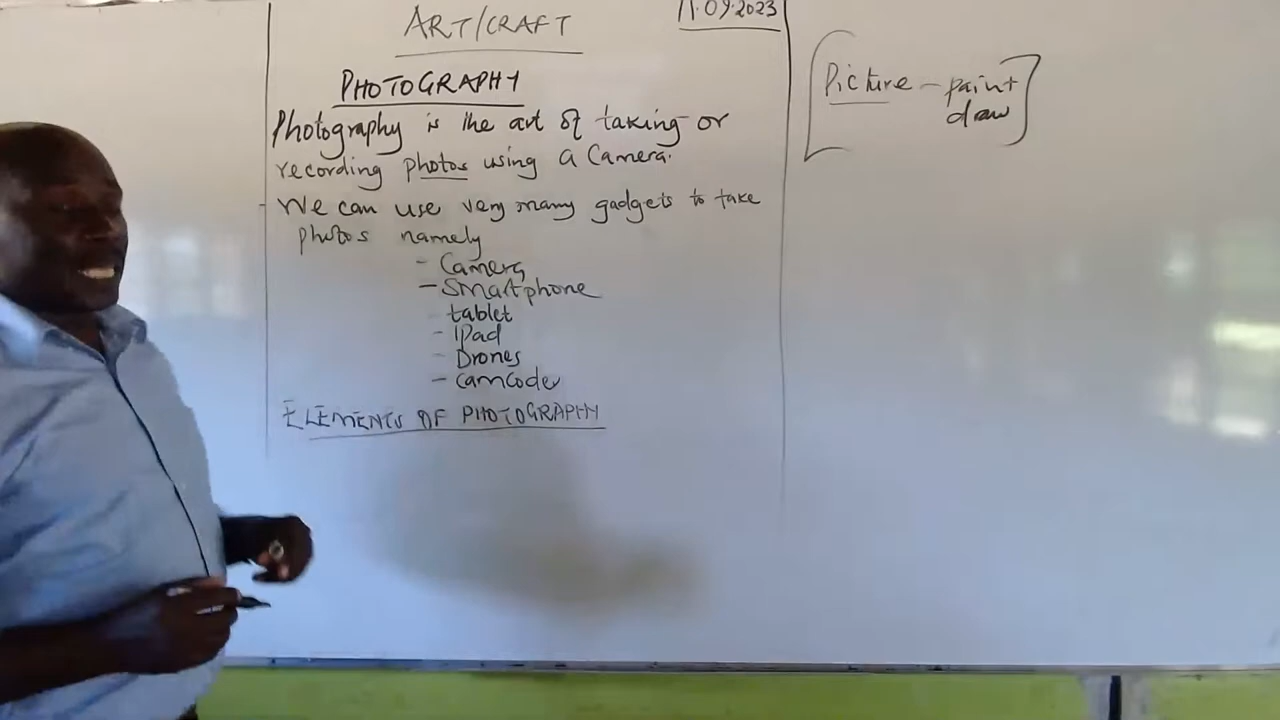 ART/CRAFT
11.09.2023
PHOTOGRAPHY
Photography is the art of taking or
recording photos using a Camera.
We can use very many gadgets to take
photos namely
- Camera
- Smartphone
tablet
- IPad
- Drones
- Camcoder
ELEMENTS OF PHOTOGRAPHY
Picture - paint
draw